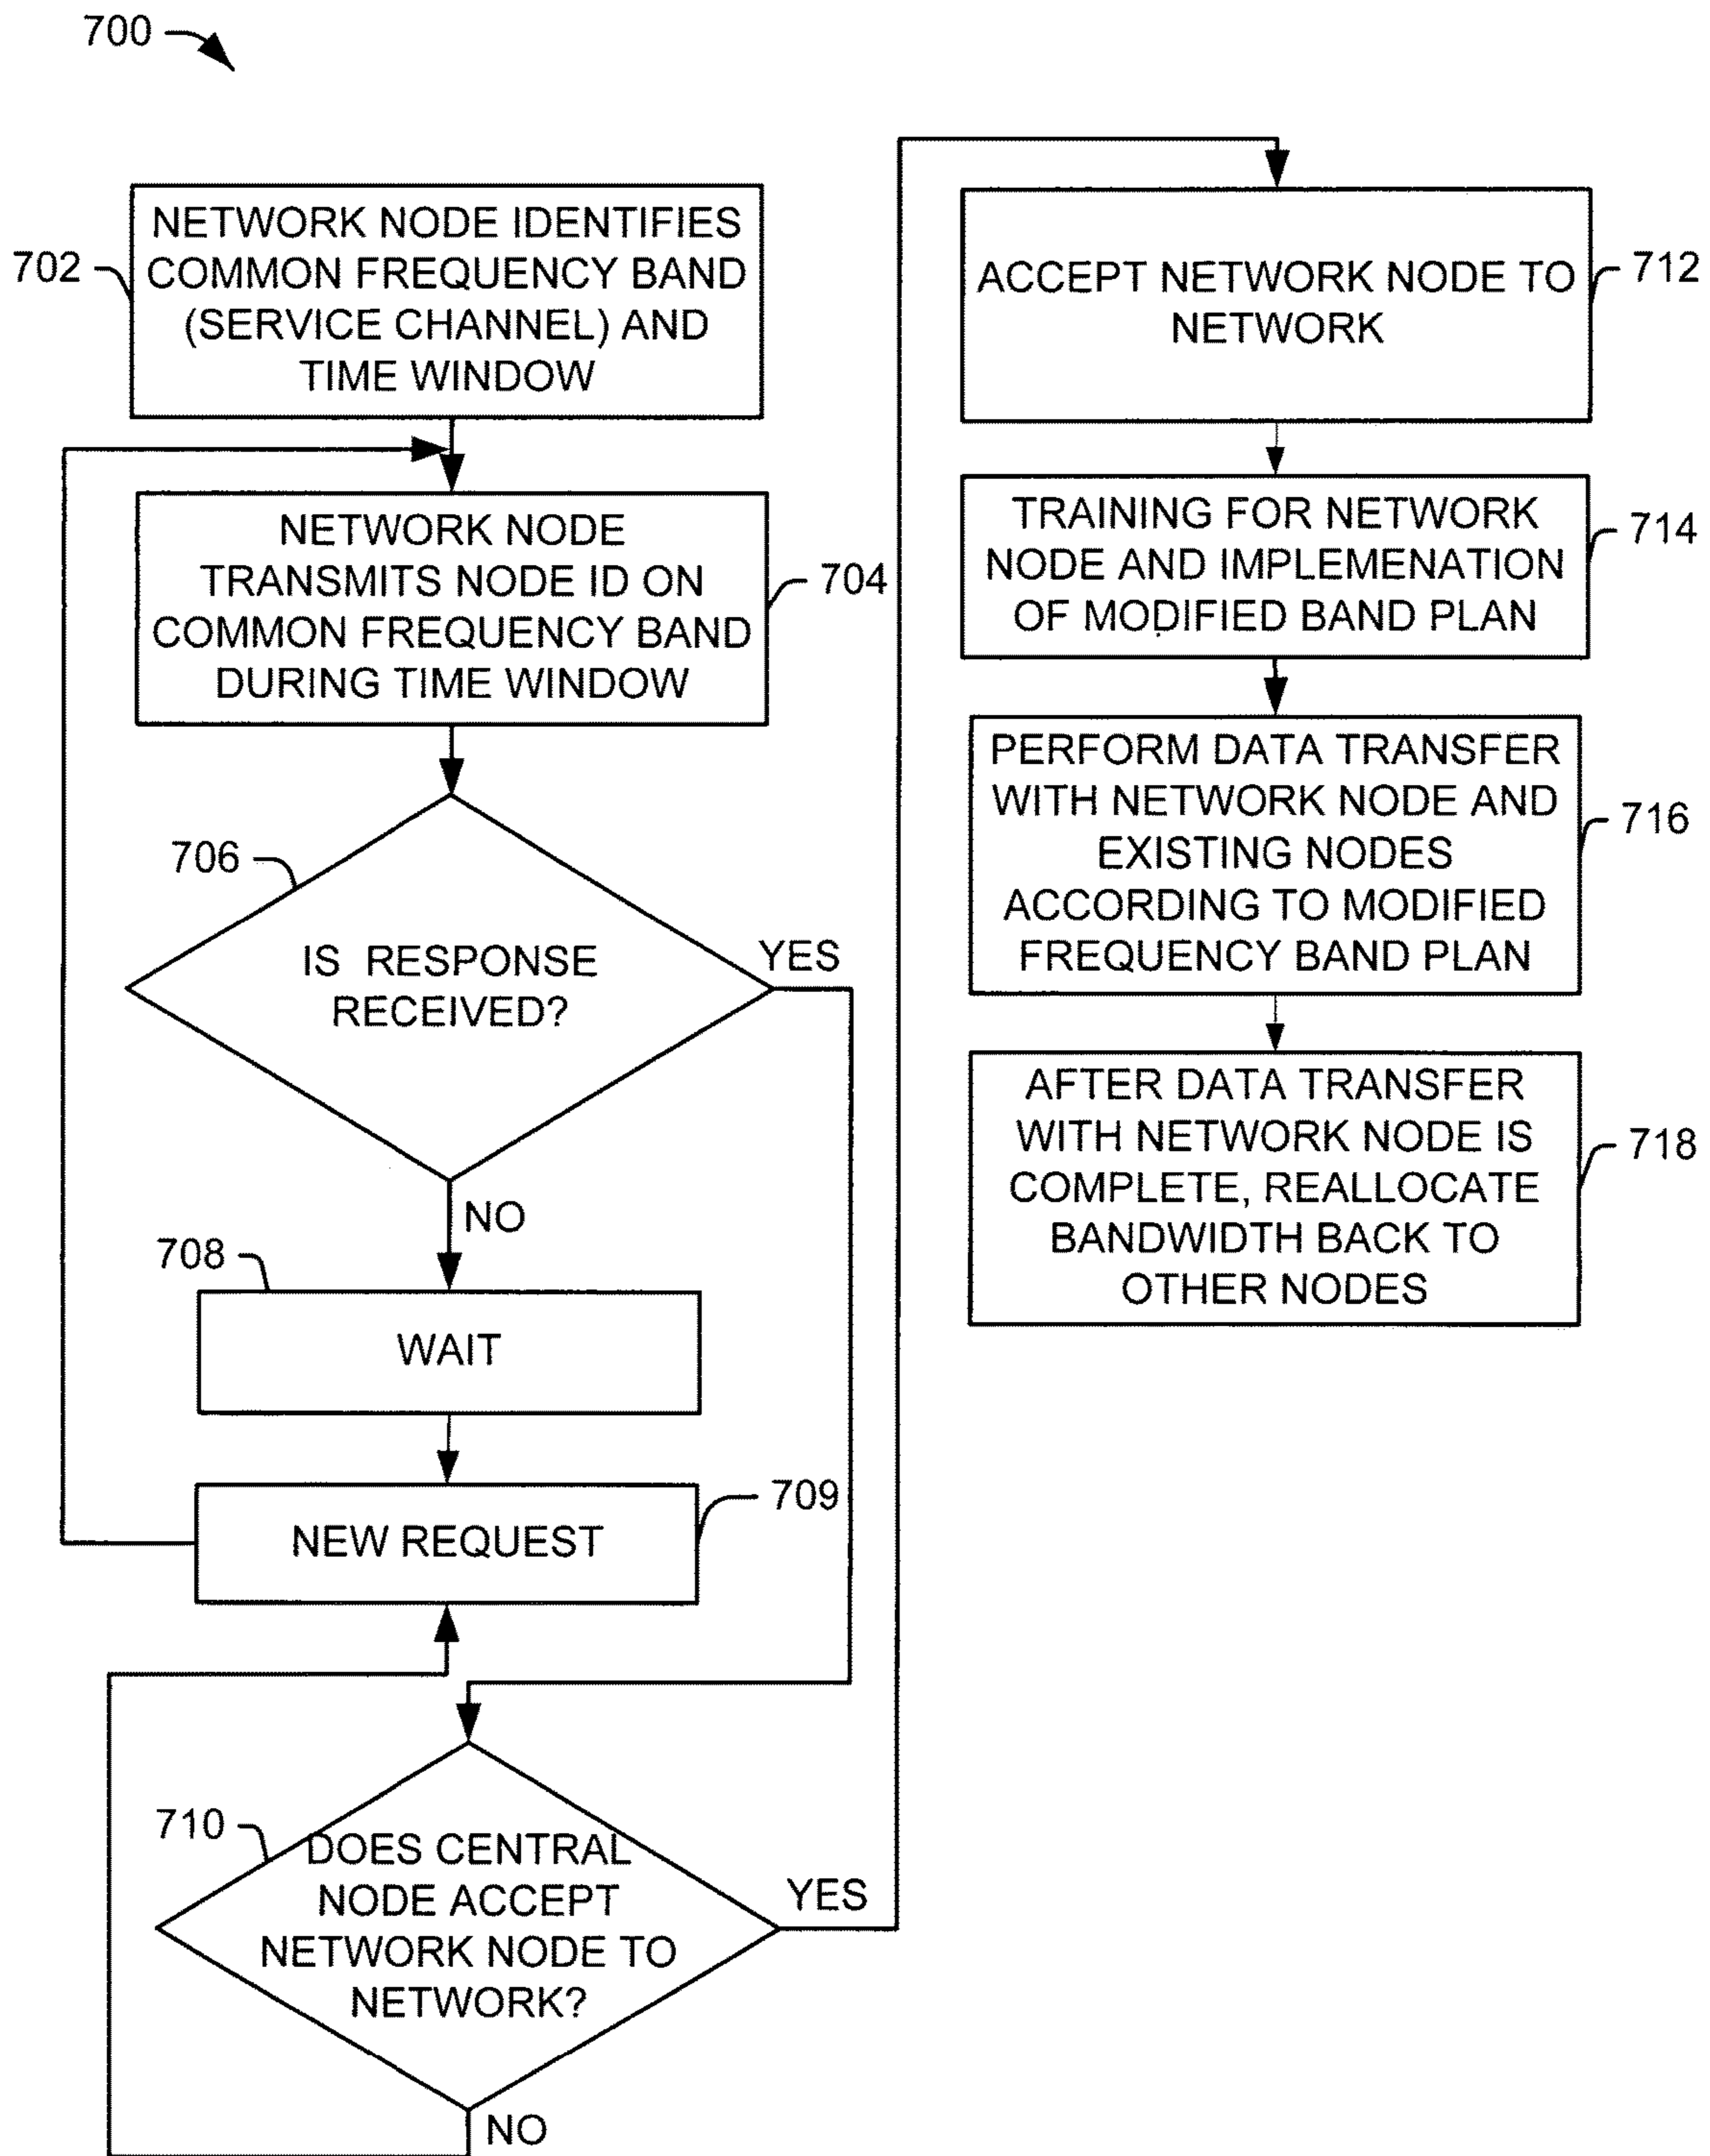 700
702
NETWORK NODE IDENTIFIES
COMMON FREQUENCY BAND
(SERVICE CHANNEL) AND
TIME WINDOW
NETWORK NODE
TRANSMITS NODE ID ON
COMMON FREQUENCY BAND
DURING TIME WINDOW
704
706
IS RESPONSE
RECEIVED?
YES
NO
708
WAIT
NEW REQUEST
709
710
DOES CENTRAL
NODE ACCEPT
NETWORK NODE TO
NETWORK?
YES
NO
ACCEPT NETWORK NODE TO
NETWORK
712
TRAINING FOR NETWORK
NODE AND IMPLEMENATION
OF MODIFIED BAND PLAN
714
PERFORM DATA TRANSFER
WITH NETWORK NODE AND
EXISTING NODES
ACCORDING TO MODIFIED
FREQUENCY BAND PLAN
716
AFTER DATA TRANSFER
WITH NETWORK NODE IS
COMPLETE, REALLOCATE
BANDWIDTH BACK TO
OTHER NODES
718